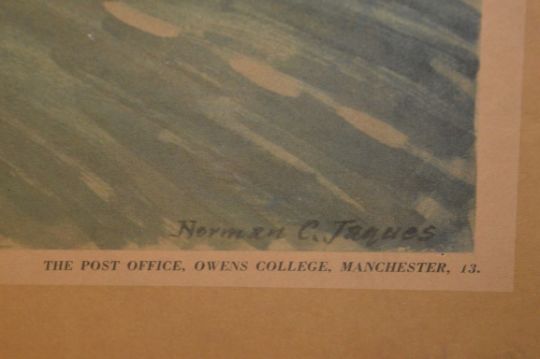 Norman C. Jaques
THE POST OFFICE, OWENS COLLEGE, MANCHESTER, 13.